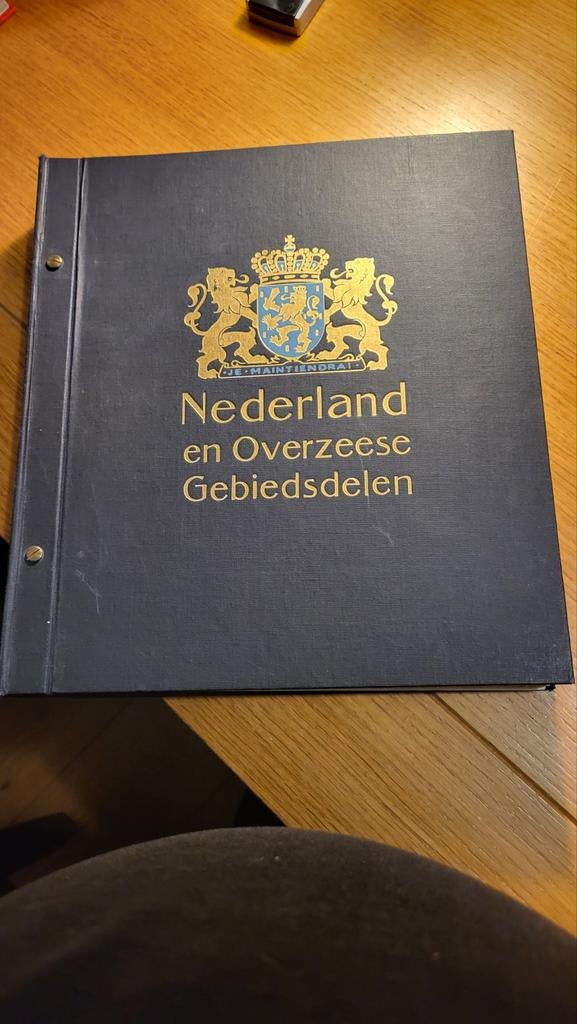 JE·MAINTIENDRAI·
Nederland
en Overzeese
Gebiedsdelen